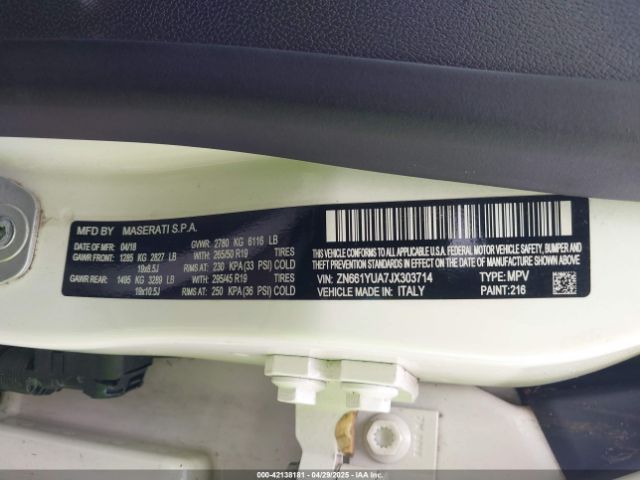 MFD BY MASERATI S.P.A.
DATE OF MFR: 04/18 GVWR: 2780 KG 6116 LB
GAWR FRONT: 1285 KG 2827 LB WITH: 265/50 R19 TIRES
19x8.5J RIMS AT: 230 KPA (33 PSI) COLD
GAWR REAR: 1495 KG 3289 LB WITH: 295/45 R19 TIRES
19x10.5J RIMS AT: 250 KPA (36 PSI) COLD
THIS VEHICLE CONFORMS TO ALL APPLICABLE U.S.A. FEDERAL MOTOR VEHICLE SAFETY, BUMPER AND
THEFT PREVENTION STANDARDS IN EFFECT ON THE DATE OF MANUFACTURE SHOWN ABOVE
VIN: ZN661YUA7JX303714 TYPE: MPV
VEHICLE MADE IN: ITALY PAINT: 216
000-42138181 - 04/29/2025 - IAAI.COM